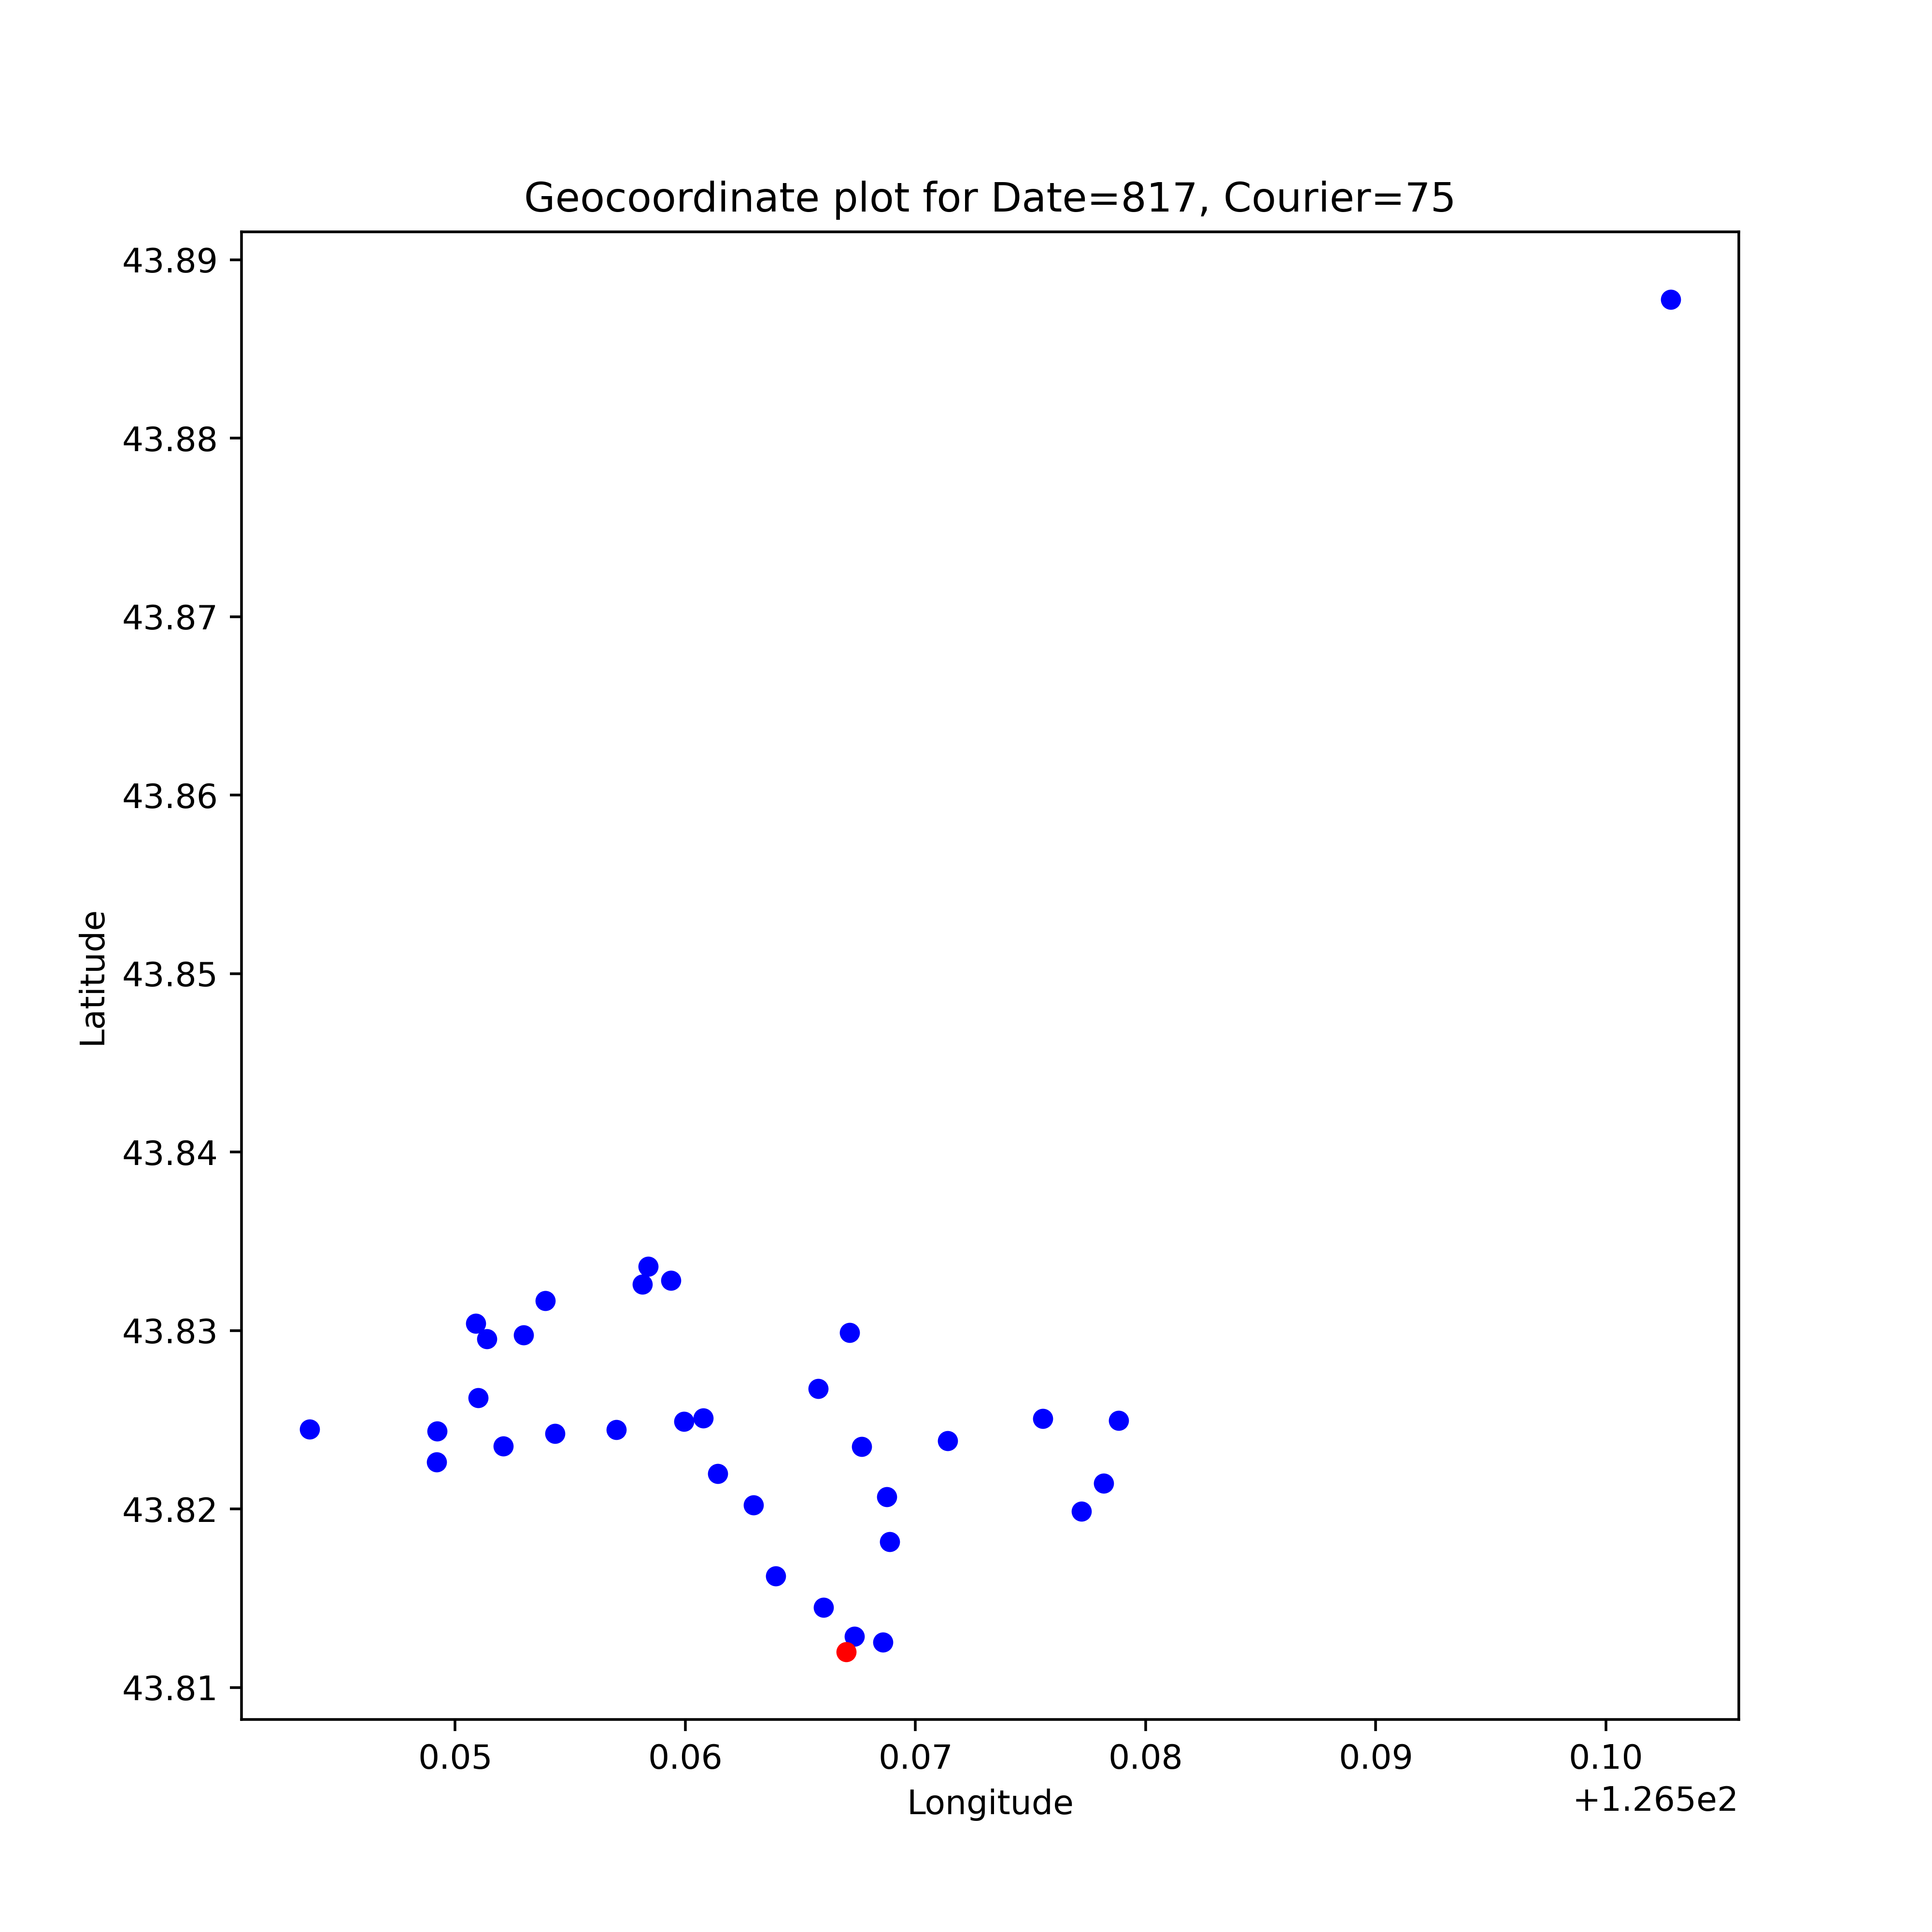 Geocoordinate plot for Date=817, Courier=75
43.89
43.88
43.87
43.86
43.85
43.84
43.83
43.82
43.81
Latitude
0.05 0.06 0.07 0.08 0.09 0.10
Longitude
+1.265e2